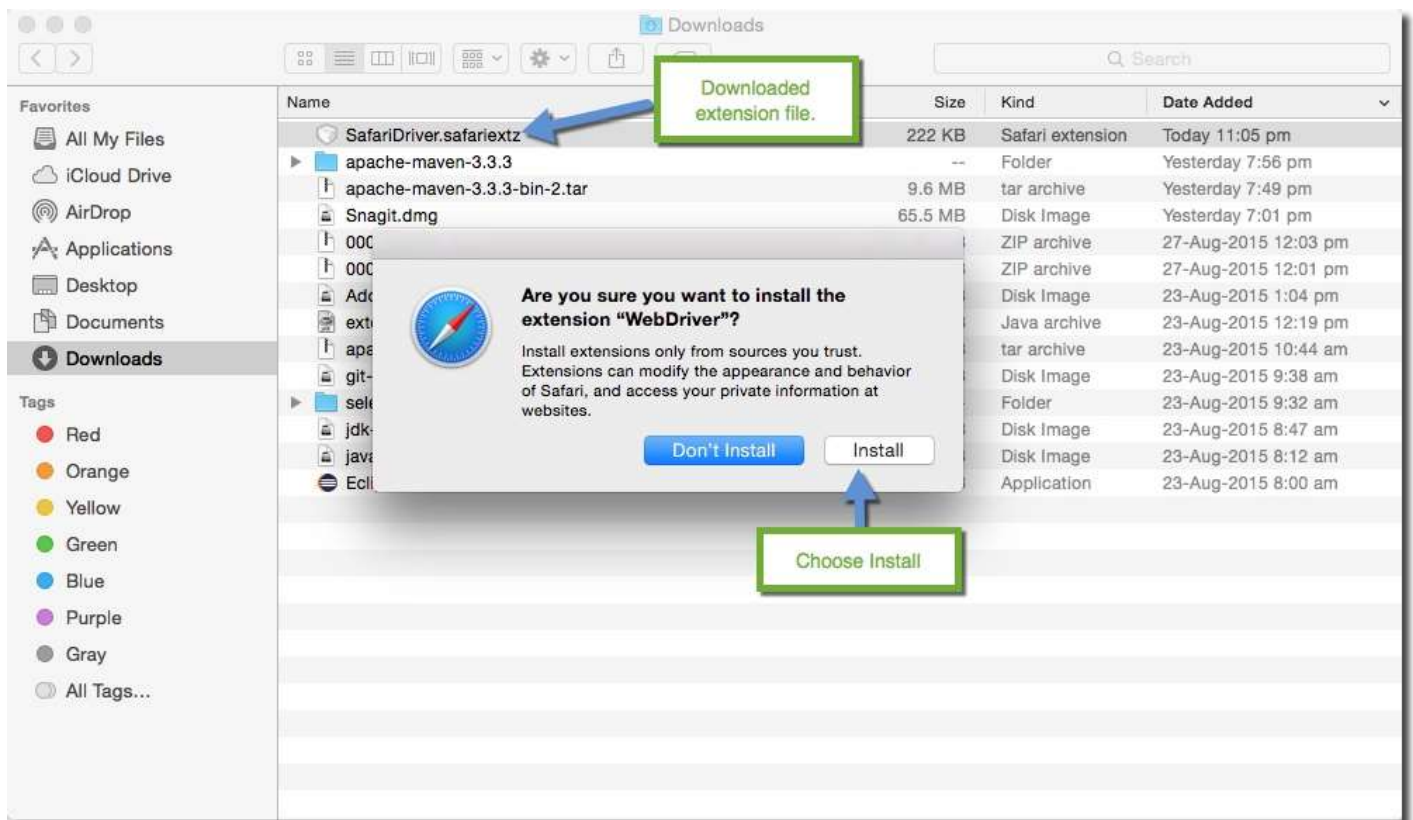 Downloads
Search
Downloaded
extension file.
Favorites
All My Files
iCloud Drive
AirDrop
Applications
Desktop
Documents
Downloads
Tags
Red
Orange
Yellow
Green
Blue
Purple
Gray
All Tags...
Name Size Kind Date Added
SafariDriver.safariextz 222 KB Safari extension Today 11:05 pm
apache-maven-3.3.3 -- Folder Yesterday 7:56 pm
apache-maven-3.3.3-bin-2.tar 9.6 MB tar archive Yesterday 7:49 pm
Snagit.dmg 65.5 MB Disk Image Yesterday 7:01 pm
000 ZIP archive 27-Aug-2015 12:03 pm
000 ZIP archive 27-Aug-2015 12:01 pm
Disk Image 23-Aug-2015 1:04 pm
Java archive 23-Aug-2015 12:19 pm
apa tar archive 23-Aug-2015 10:44 am
git- Disk Image 23-Aug-2015 9:38 am
sele Folder 23-Aug-2015 9:32 am
jdk- Disk Image 23-Aug-2015 8:47 am
java Disk Image 23-Aug-2015 8:12 am
Ecli Application 23-Aug-2015 8:00 am
Are you sure you want to install the
extension “WebDriver”?
Install extensions only from sources you trust.
Extensions can modify the appearance and behavior
of Safari, and access your private information at
websites.
Don't Install Install
Choose Install